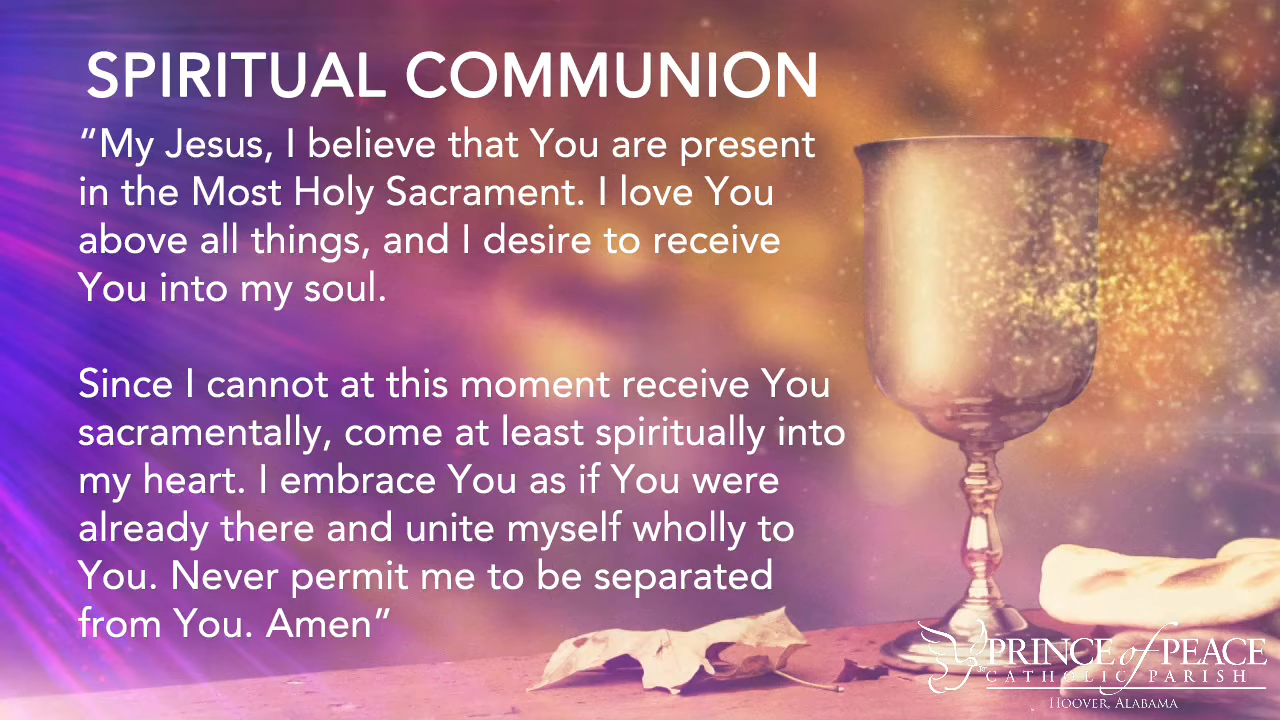 SPIRITUAL COMMUNION
“My Jesus, I believe that You are present
in the Most Holy Sacrament. I love You
above all things, and I desire to receive
You into my soul.
Since I cannot at this moment receive You
sacramentally, come at least spiritually into
my heart. I embrace You as if You were
already there and unite myself wholly to
You. Never permit me to be separated
from You. Amen”
PRINCE of PEACE
CATHOLIC PARISH
HOOVER, ALABAMA